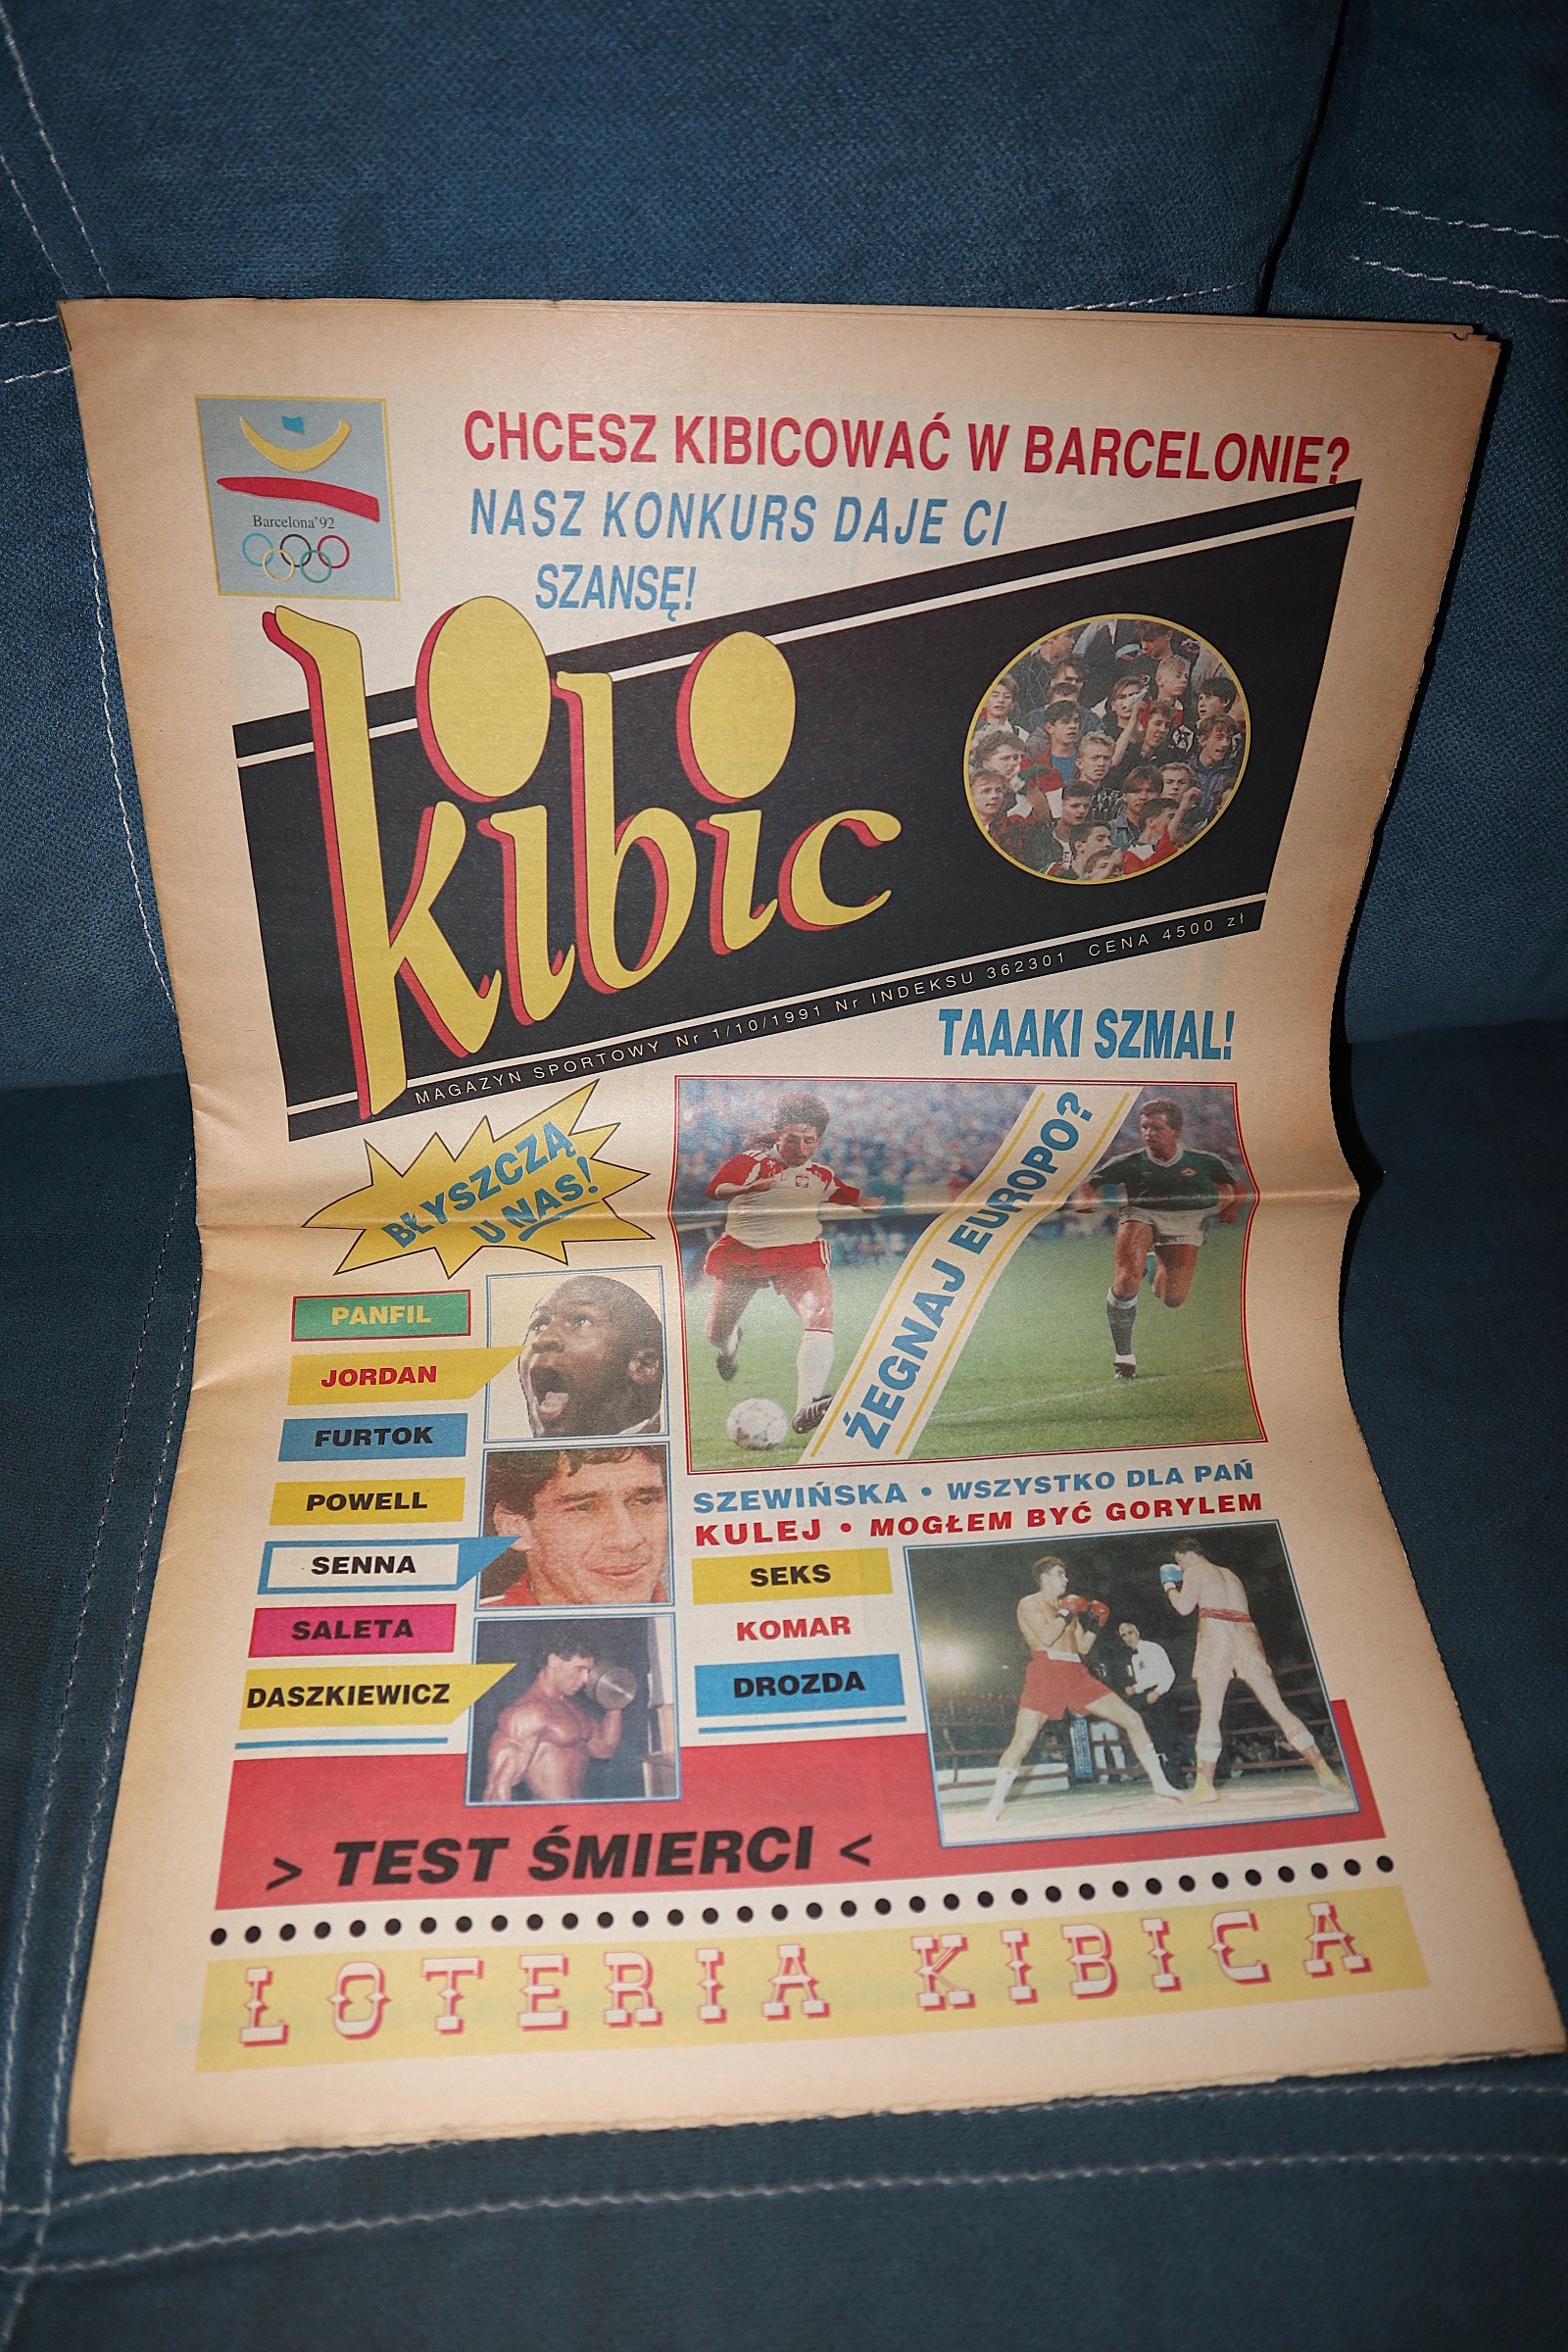 CHCESZ KIBICOWAĆ W BARCELONIE?
NASZ KONKURS DAJE CI
SZANSĘ!
Barcelona'92
kibic
MAGAZYN SPORTOWY Nr 1/10/1991 Nr INDEKSU 362301 CENA 4500 zł
TAAAKI SZMAL!
BŁYSZCZĄ
U NAS!
ŻEGNAJ EUROPO?
PANFIL
JORDAN
FURTOK
POWELL
SENNA
SALETA
DASZKIEWICZ
SZEWIŃSKA • WSZYSTKO DLA PAŃ
KULEJ • MOGŁEM BYĆ GORYLEM
SEKS
KOMAR
DROZDA
> TEST ŚMIERCI <
LOTERIA KIBICA